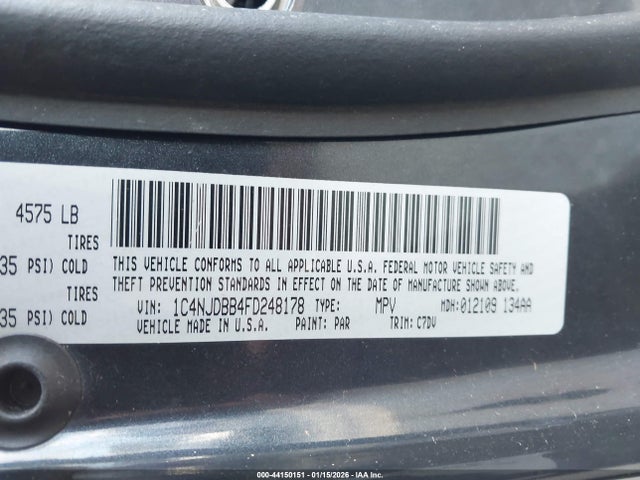 4575 LB
TIRES
35 PSI) COLD
TIRES
35 PSI) COLD
THIS VEHICLE CONFORMS TO ALL APPLICABLE U.S.A. FEDERAL MOTOR VEHICLE SAFETY AND
THEFT PREVENTION STANDARDS IN EFFECT ON THE DATE OF MANUFACTURE SHOWN ABOVE.
VIN: 1C4NJDBB4FD248178 TYPE: MPV MDH:012109 134AA
VEHICLE MADE IN U.S.A. PAINT: PAR TRIM: C7DV
000-44150151 - 01/15/2026 - IAA Inc.